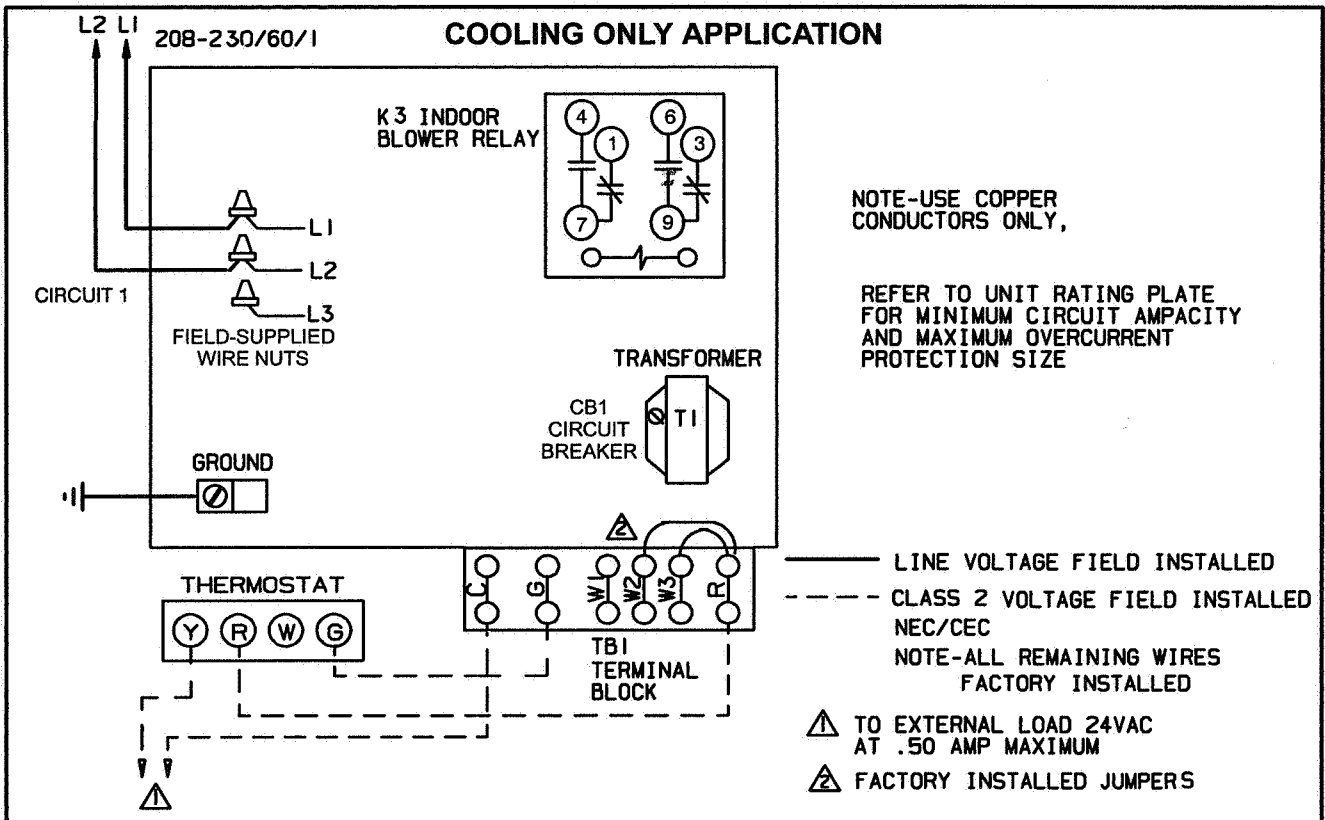 L2 L1
208-230/60/1
COOLING ONLY APPLICATION
K3 INDOOR
BLOWER RELAY
4
6
1
3
7
9
L1
L2
L3
CIRCUIT 1
FIELD-SUPPLIED
WIRE NUTS
NOTE-USE COPPER
CONDUCTORS ONLY,
REFER TO UNIT RATING PLATE
FOR MINIMUM CIRCUIT AMPACITY
AND MAXIMUM OVERCURRENT
PROTECTION SIZE
TRANSFORMER
CB1
CIRCUIT
BREAKER
T1
GROUND
2
C
G
W1
W2
W3
R
THERMOSTAT
Y R W G
TB1
TERMINAL
BLOCK
LINE VOLTAGE FIELD INSTALLED
CLASS 2 VOLTAGE FIELD INSTALLED
NEC/CEC
NOTE-ALL REMAINING WIRES
FACTORY INSTALLED
1 TO EXTERNAL LOAD 24VAC
AT .50 AMP MAXIMUM
2 FACTORY INSTALLED JUMPERS
1